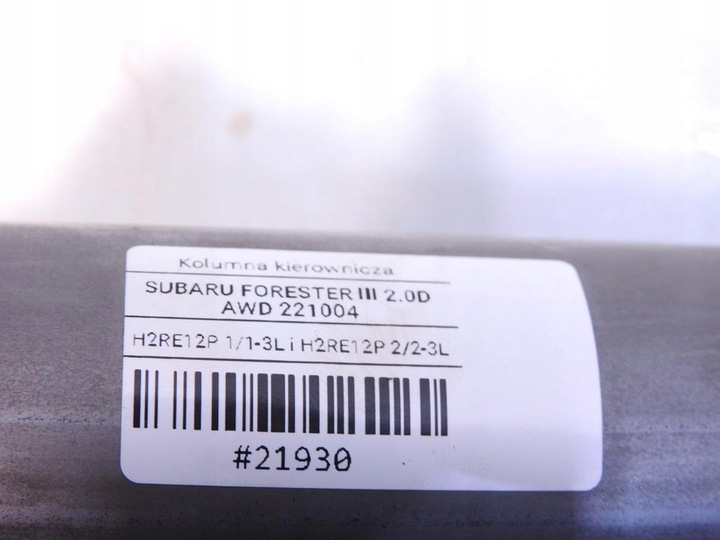 Kolumna kierownicza
SUBARU FORESTER III 2.0D
AWD 221004
H2RE12P 1/1-3L i H2RE12P 2/2-3L
#21930